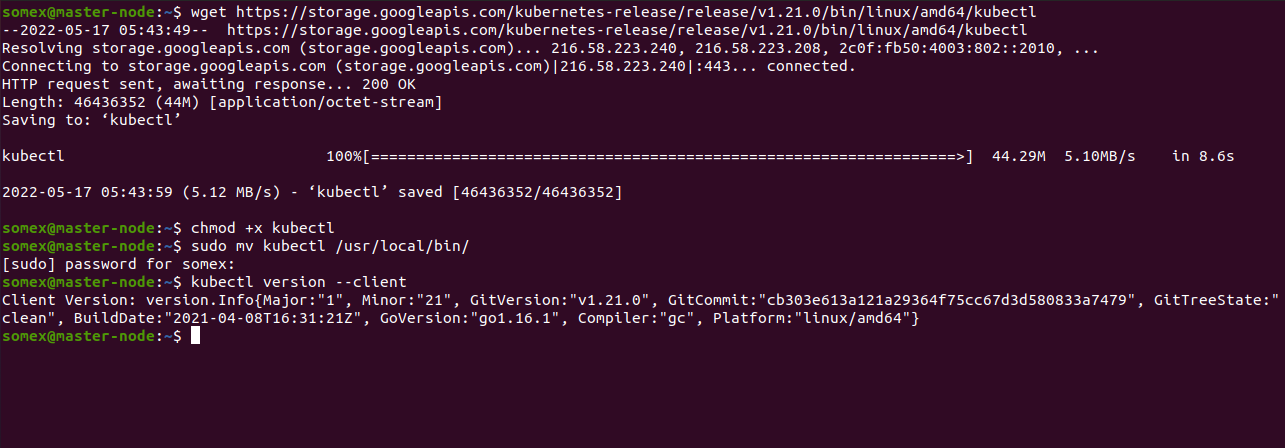 somex@master-node:~$ wget https://storage.googleapis.com/kubernetes-release/release/v1.21.0/bin/linux/amd64/kubectl
--2022-05-17 05:43:49--  https://storage.googleapis.com/kubernetes-release/release/v1.21.0/bin/linux/amd64/kubectl
Resolving storage.googleapis.com (storage.googleapis.com)... 216.58.223.240, 216.58.223.208, 2c0f:fb50:4003:802::2010, ...
Connecting to storage.googleapis.com (storage.googleapis.com)|216.58.223.240|:443... connected.
HTTP request sent, awaiting response... 200 OK
Length: 46436352 (44M) [application/octet-stream]
Saving to: ‘kubectl’
kubectl                             100%[=================================================================>]  44.29M  5.10MB/s    in 8.6s
2022-05-17 05:43:59 (5.12 MB/s) - ‘kubectl’ saved [46436352/46436352]
somex@master-node:~$ chmod +x kubectl
somex@master-node:~$ sudo mv kubectl /usr/local/bin/
[sudo] password for somex:
somex@master-node:~$ kubectl version --client
Client Version: version.Info{Major:"1", Minor:"21", GitVersion:"v1.21.0", GitCommit:"cb303e613a121a29364f75cc67d3d580833a7479", GitTreeState:"
clean", BuildDate:"2021-04-08T16:31:21Z", GoVersion:"go1.16.1", Compiler:"gc", Platform:"linux/amd64"}
somex@master-node:~$